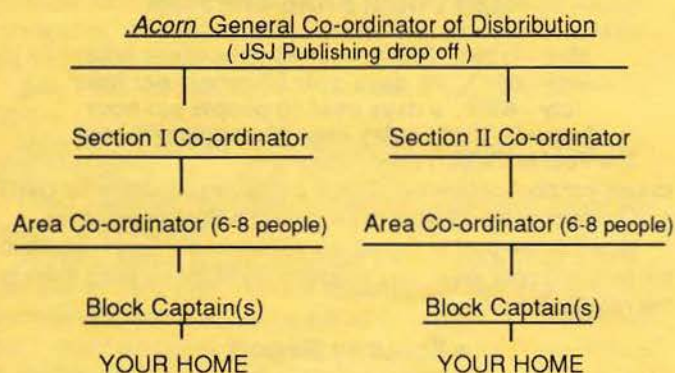 .Acorn General Co-ordinator of Disbribution
( JSJ Publishing drop off )
Section I Co-ordinator Section II Co-ordinator
Area Co-ordinator (6-8 people) Area Co-ordinator (6-8 people)
Block Captain(s) Block Captain(s)
YOUR HOME YOUR HOME